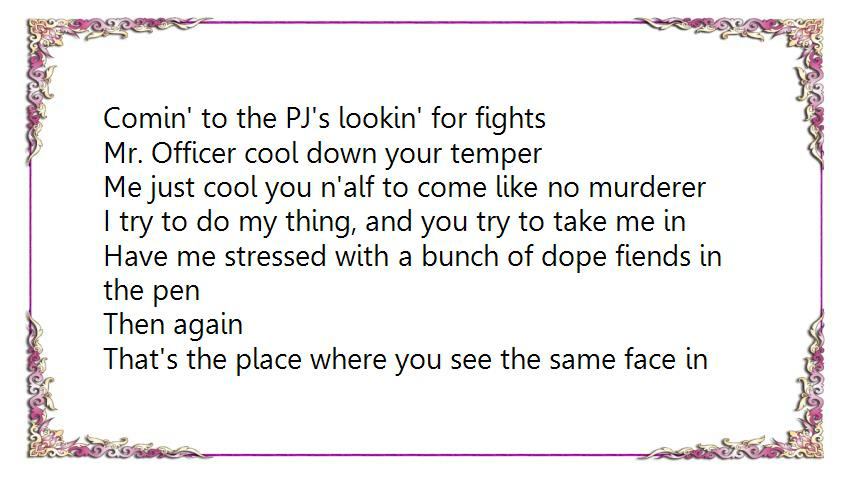 Comin' to the PJ's lookin' for fights
Mr. Officer cool down your temper
Me just cool you n'alf to come like no murderer
I try to do my thing, and you try to take me in
Have me stressed with a bunch of dope fiends in
the pen
Then again
That's the place where you see the same face in